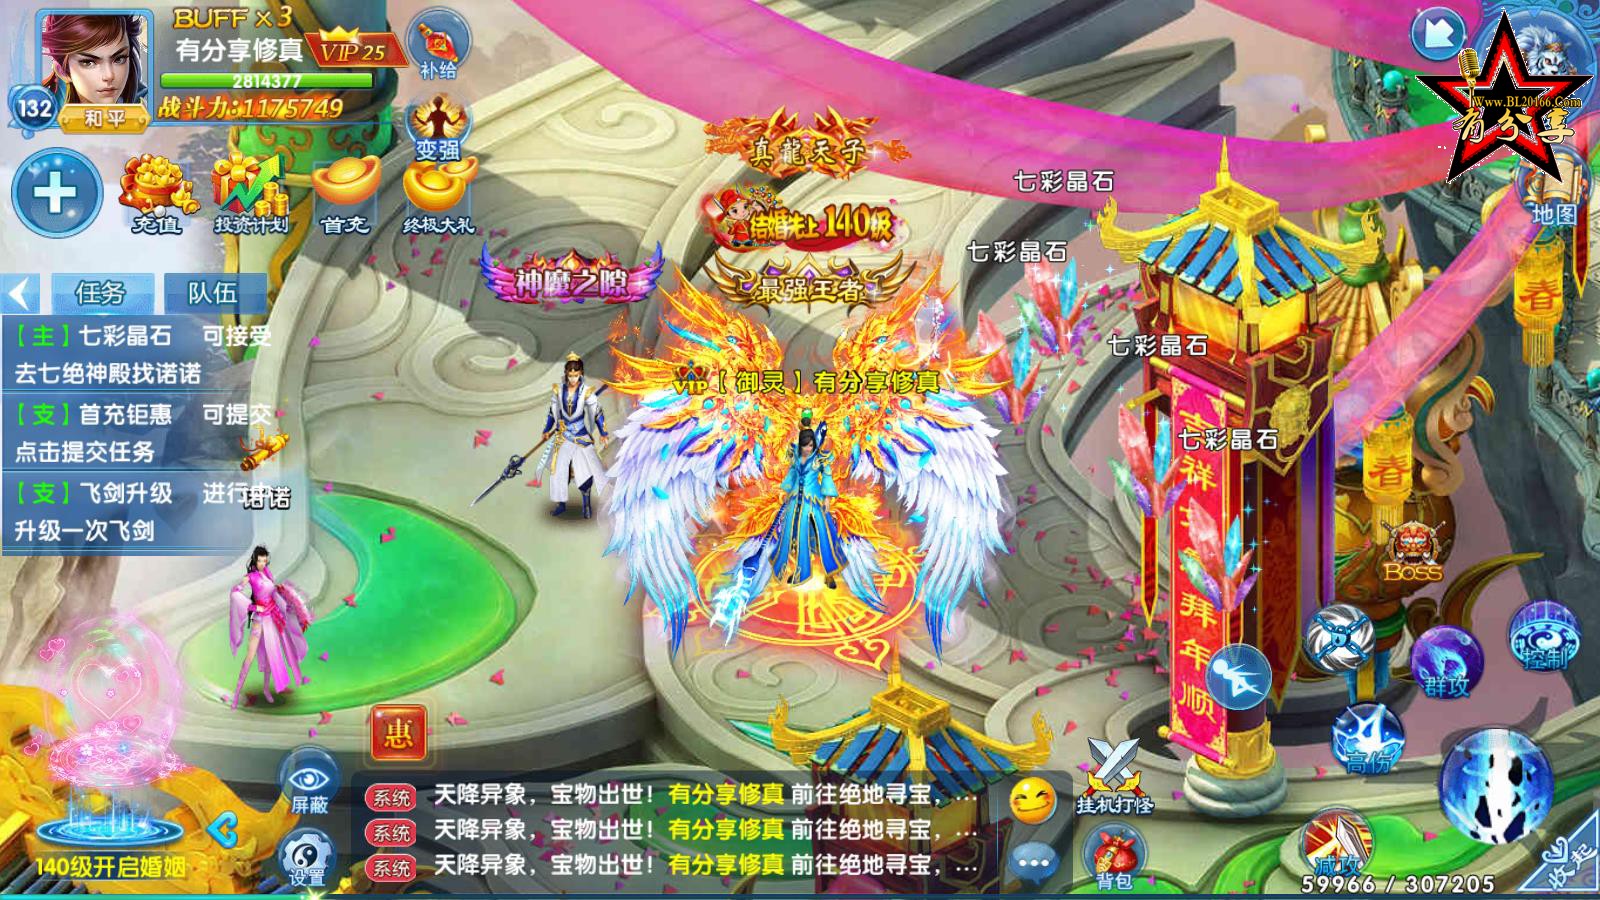 BUFF×3
有分享修真
VIP 25
2814377
战斗力:1175749
132
和平
补给
变强
充值
投资计划
首充
终极大礼
任务
队伍
【主】七彩晶石 可接受
去七绝神殿找诺诺
【支】首充钜惠 可提交
点击提交任务
【支】飞剑升级 进行中
升级一次飞剑
诺诺
真龍天子
结婚先上140级
神魔之隙
最强王者
VIP【御灵】有分享修真
七彩晶石
七彩晶石
七彩晶石
七彩晶石
Www.BL20166.Com
有分享
地图
春
春
BOSS
控制
群攻
高伤
减攻
59966 / 307205
收起
挂机打怪
背包
惠
屏蔽
设置
140级开启婚姻
系统 天降异象，宝物出世！有分享修真 前往绝地寻宝，...
系统 天降异象，宝物出世！有分享修真 前往绝地寻宝，...
系统 天降异象，宝物出世！有分享修真 前往绝地寻宝，...